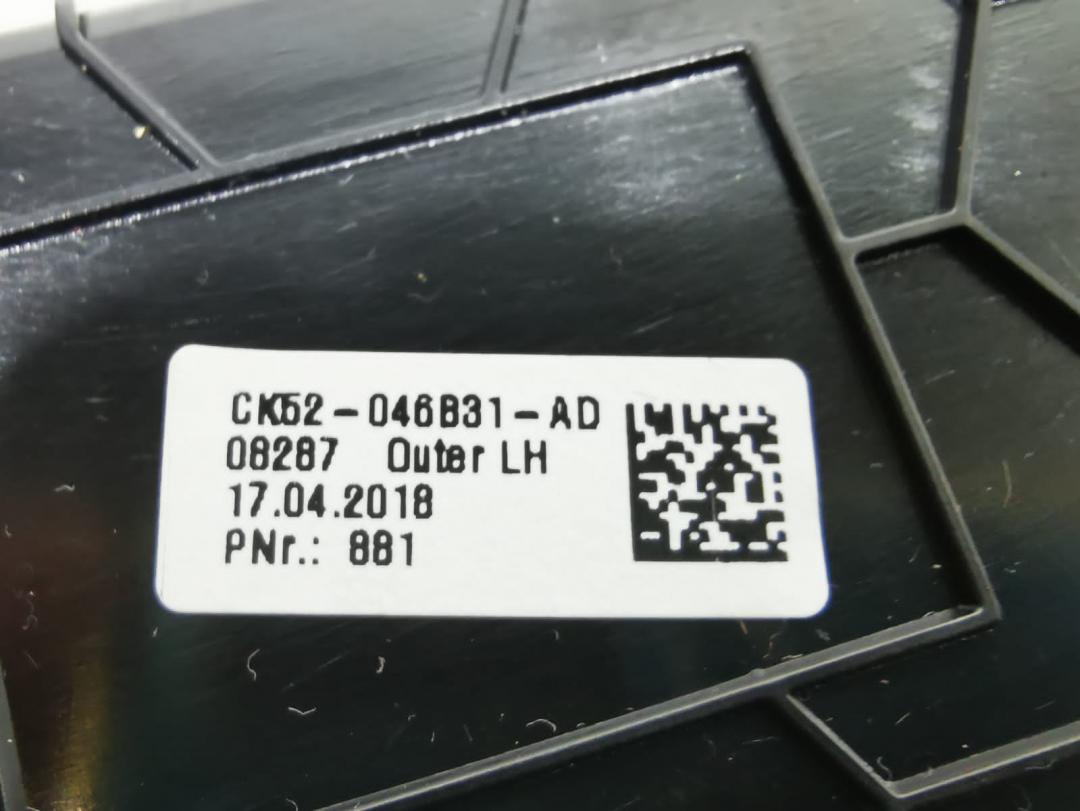 CK52-046B31-AD
08287 Outer LH
17.04.2018
PNr.: 881